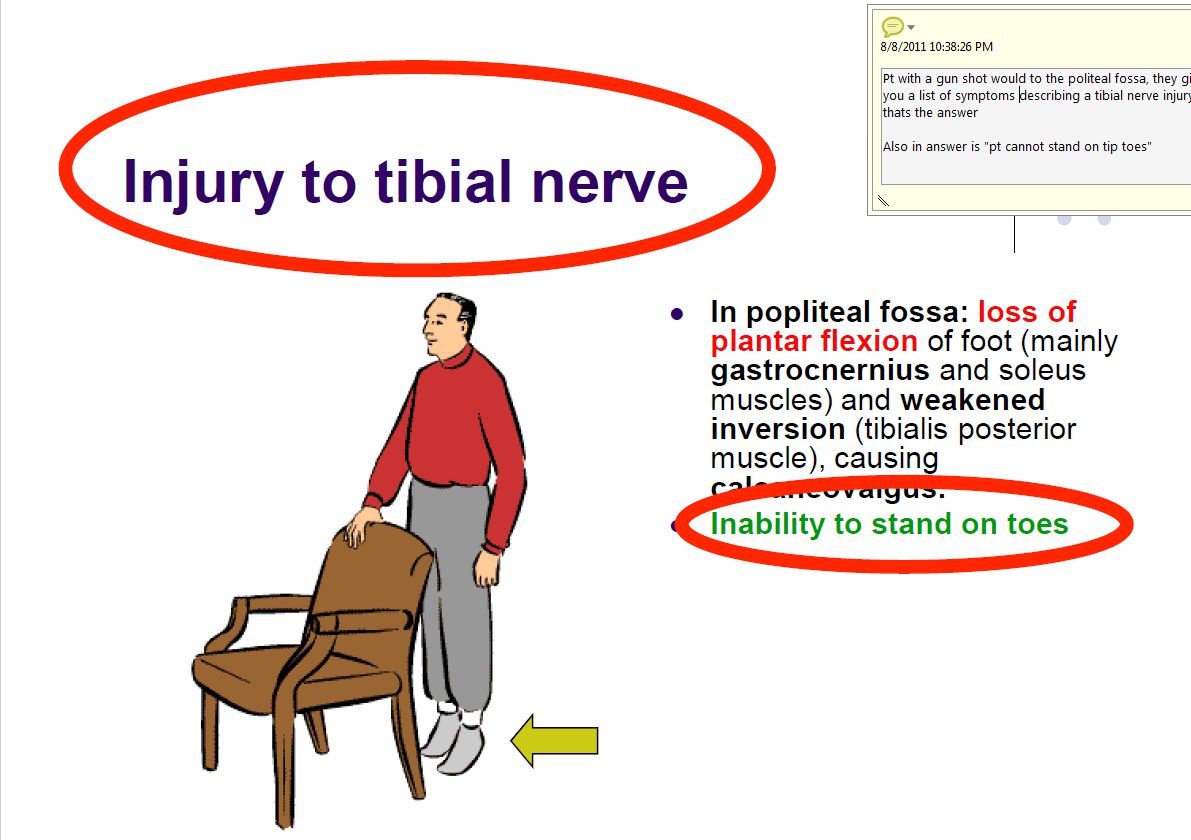 8/8/2011 10:38:26 PM
Pt with a gun shot would to the politeal fossa, they gi
you a list of symptoms describing a tibial nerve injury
thats the answer
Also in answer is "pt cannot stand on tip toes"
Injury to tibial nerve
In popliteal fossa: loss of
plantar flexion of foot (mainly
gastrocnernius and soleus
muscles) and weakened
inversion (tibialis posterior
muscle), causing
calcaneovalgus.
Inability to stand on toes